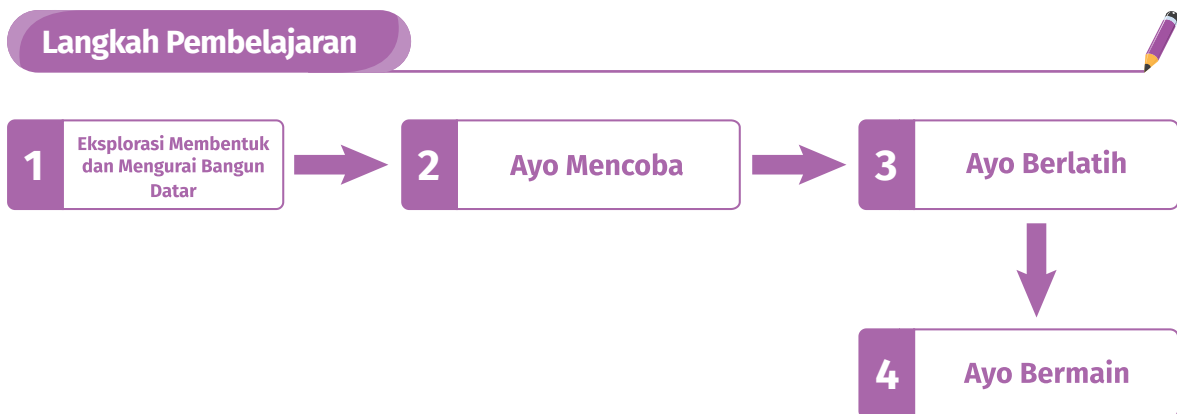 Langkah Pembelajaran
1
Eksplorasi Membentuk
dan Mengurai Bangun
Datar
2
Ayo Mencoba
3
Ayo Berlatih
4
Ayo Bermain